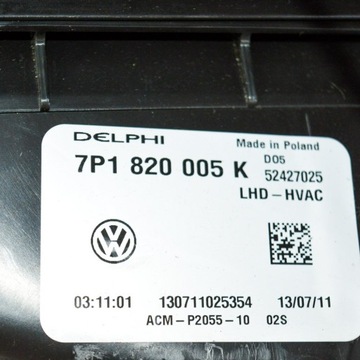 DELPHI Made in Poland
7P1 820 005 K D05
52427025
LHD-HVAC
03:11:01 130711025354 13/07/11
ACM-P2055-10 02S